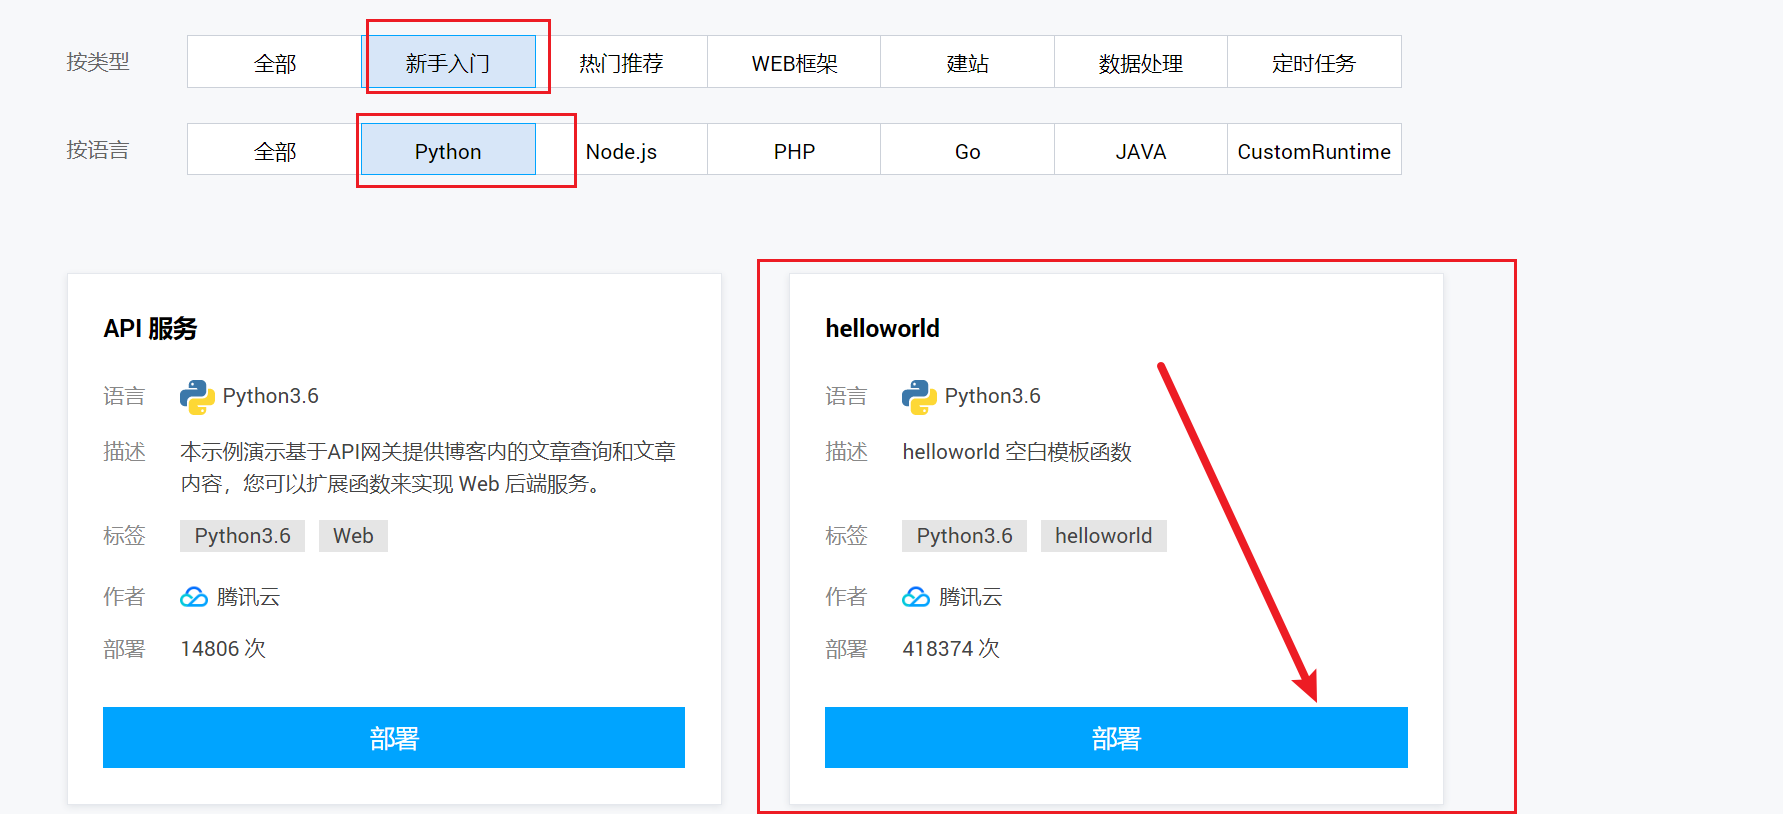 按类型 全部 新手入门 热门推荐 WEB框架 建站 数据处理 定时任务
按语言 全部 Python Node.js PHP Go JAVA CustomRuntime
API 服务
语言 Python3.6
描述 本示例演示基于API网关提供博客内的文章查询和文章
内容，您可以扩展函数来实现 Web 后端服务。
标签 Python3.6 Web
作者 腾讯云
部署 14806 次
部署
helloworld
语言 Python3.6
描述 helloworld 空白模板函数
标签 Python3.6 helloworld
作者 腾讯云
部署 418374 次
部署